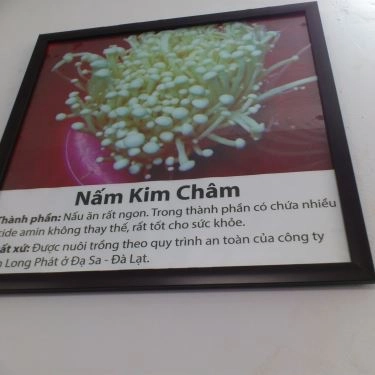 Nấm Kim Châm
Thành phần: Nấu ăn rất ngon. Trong thành phần có chứa nhiều
cide amin không thay thế, rất tốt cho sức khỏe.
ất xứ: Được nuôi trồng theo quy trình an toàn của công ty
Long Phát ở Đạ Sa - Đà Lạt.